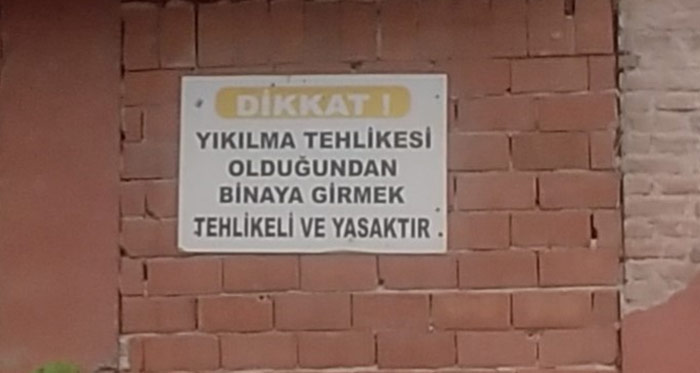 DİKKAT !
YIKILMA TEHLİKESİ
OLDUĞUNDAN
BİNAYA GİRMEK
TEHLİKELİ VE YASAKTIR